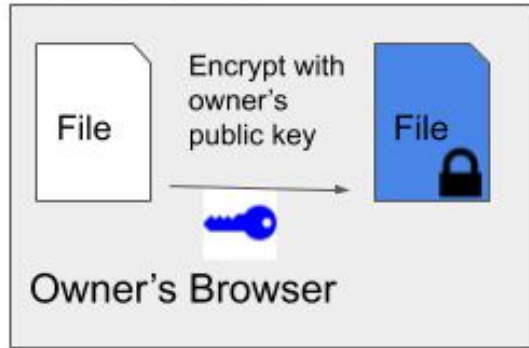 File
Encrypt with
owner's
public key
File
Owner's Browser